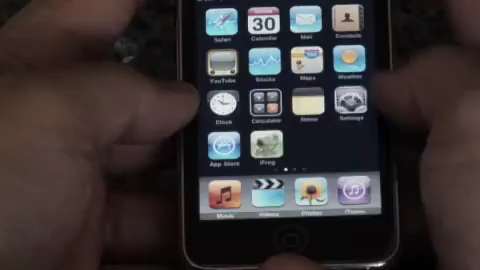 Safari Calendar Mail Contacts
30
YouTube Stocks Maps Weather
Clock Calculator Notes Settings
App Store iFrog
Music Videos Photos iTunes